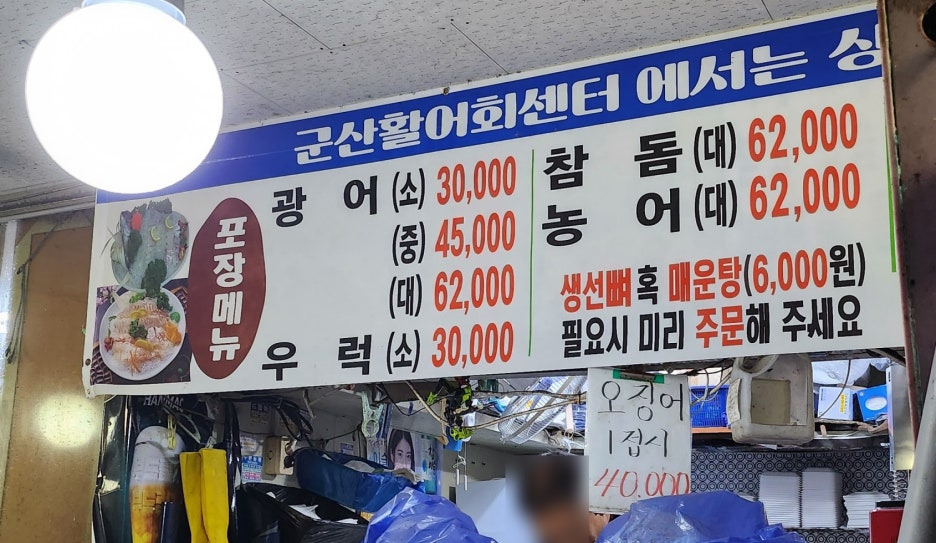 군산활어회센터 에서는
포장메뉴
광 어 (소) 30,000
(중) 45,000
(대) 62,000
우 럭 (소) 30,000
참 돔 (대) 62,000
농 어 (대) 62,000
생선뼈 혹 매운탕(6,000원)
필요시 미리 주문해 주세요
오징어
1접시
40,000